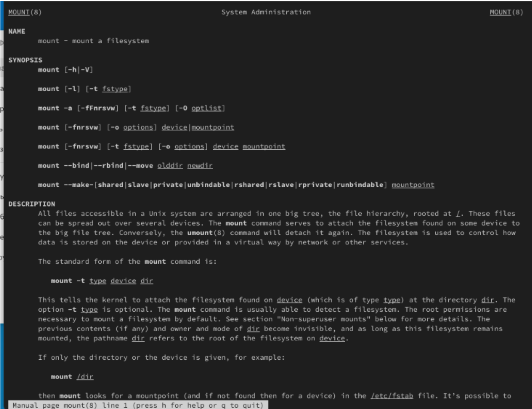 MOUNT(8) System Administration MOUNT(8)
NAME
mount - mount a filesystem
SYNOPSIS
mount [-h|-V]
mount [-l] [-t fstype]
mount -a [-fFnrsvw] [-t fstype] [-O optlist]
mount [-fnrsvw] [-o options] device|mountpoint
mount [-fnrsvw] [-t fstype] [-o options] device mountpoint
mount --bind|--rbind|--move olddir newdir
mount --make-[shared|slave|private|unbindable|rshared|rslave|rprivate|runbindable] mountpoint
DESCRIPTION
All files accessible in a Unix system are arranged in one big tree, the file hierarchy, rooted at /. These files
can be spread out over several devices. The mount command serves to attach the filesystem found on some device to
the big file tree. Conversely, the umount(8) command will detach it again. The filesystem is used to control how
data is stored on the device or provided in a virtual way by network or other services.
The standard form of the mount command is:
mount -t type device dir
This tells the kernel to attach the filesystem found on device (which is of type type) at the directory dir. The
option -t type is optional. The mount command is usually able to detect a filesystem. The root permissions are
necessary to mount a filesystem by default. See section "Non-superuser mounts" below for more details. The
previous contents (if any) and owner and mode of dir become invisible, and as long as this filesystem remains
mounted, the pathname dir refers to the root of the filesystem on device.
If only the directory or the device is given, for example:
mount /dir
then mount looks for a mountpoint (and if not found then for a device) in the /etc/fstab file. It's possible to
Manual page mount(8) line 1 (press h for help or q to quit)